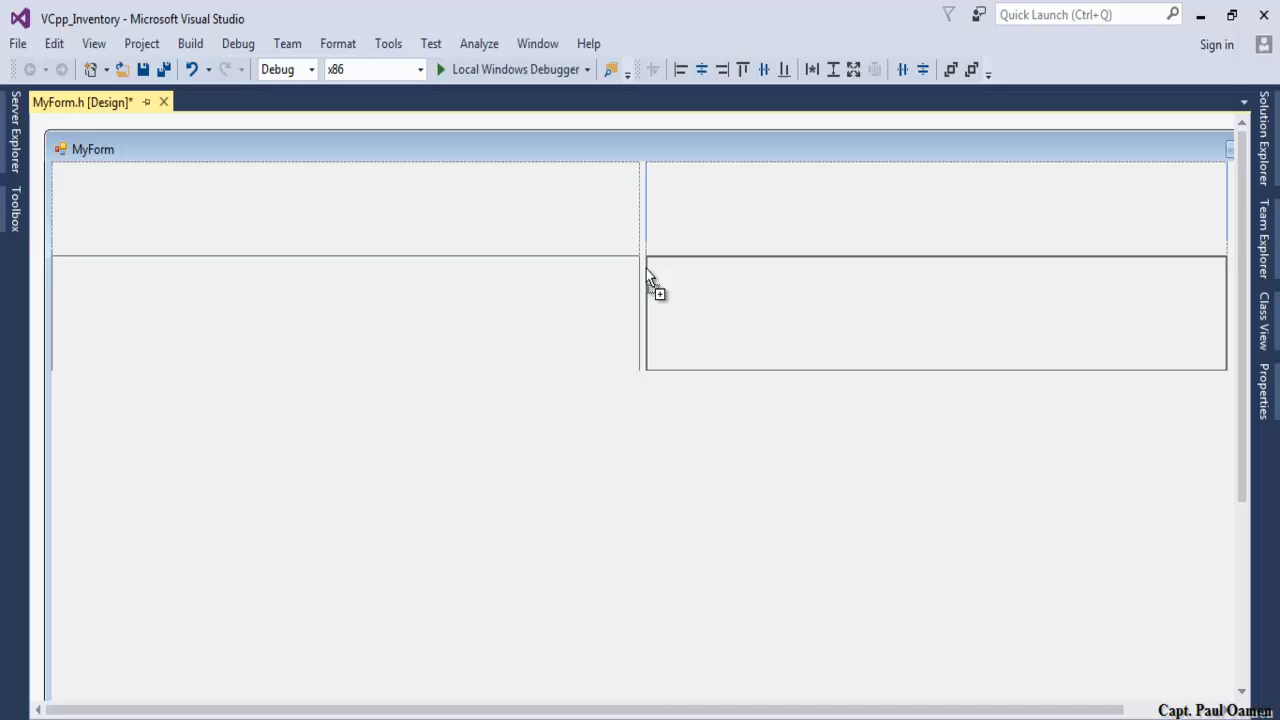 VCpp_Inventory - Microsoft Visual Studio
Quick Launch (Ctrl+Q)
File Edit View Project Build Debug Team Format Tools Test Analyze Window Help
Sign in
Debug x86 Local Windows Debugger
MyForm.h [Design]*
MyForm
Server Explorer
Toolbox
Solution Explorer
Team Explorer
Class View
Properties
Capt. Paul Oamen